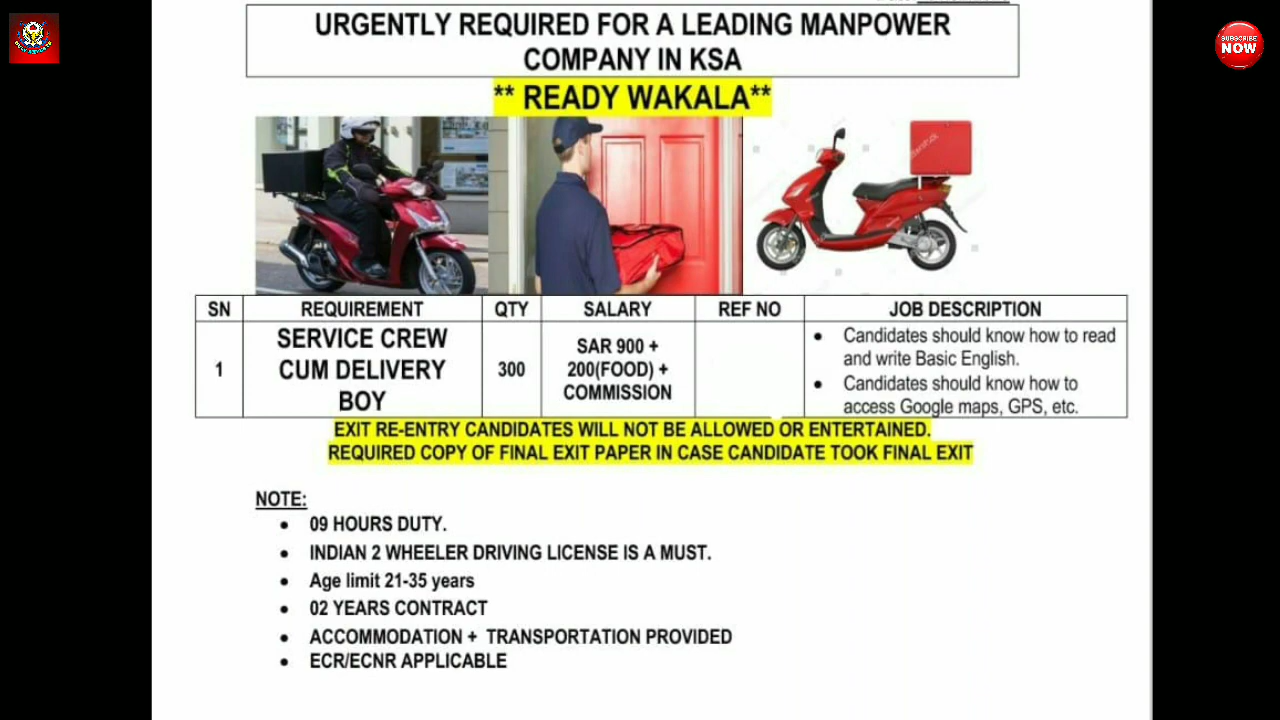 SUBSCRIBE
NOW
URGENTLY REQUIRED FOR A LEADING MANPOWER
COMPANY IN KSA
** READY WAKALA**
SN REQUIREMENT QTY SALARY REF NO JOB DESCRIPTION
1
SERVICE CREW
CUM DELIVERY
BOY
300
SAR 900 +
200(FOOD) +
COMMISSION
• Candidates should know how to read
and write Basic English.
• Candidates should know how to
access Google maps, GPS, etc.
EXIT RE-ENTRY CANDIDATES WILL NOT BE ALLOWED OR ENTERTAINED.
REQUIRED COPY OF FINAL EXIT PAPER IN CASE CANDIDATE TOOK FINAL EXIT
NOTE:
• 09 HOURS DUTY.
• INDIAN 2 WHEELER DRIVING LICENSE IS A MUST.
• Age limit 21-35 years
• 02 YEARS CONTRACT
• ACCOMMODATION + TRANSPORTATION PROVIDED
• ECR/ECNR APPLICABLE